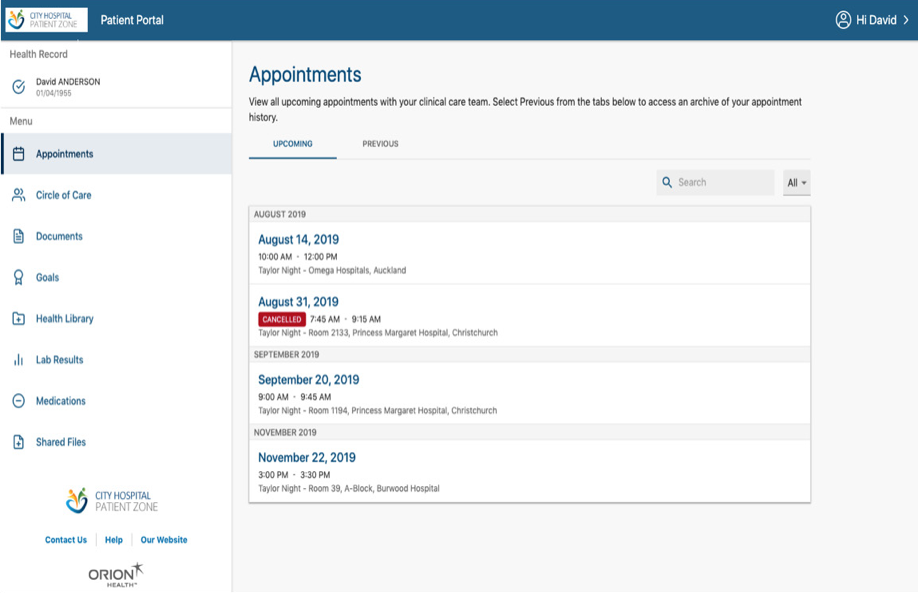 CITY HOSPITAL
PATIENT ZONE
Patient Portal
Hi David
Health Record
David ANDERSON
01/04/1955
Menu
Appointments
Circle of Care
Documents
Goals
Health Library
Lab Results
Medications
Shared Files
CITY HOSPITAL
PATIENT ZONE
Contact Us
Help
Our Website
ORION
HEALTH™
Appointments
View all upcoming appointments with your clinical care team. Select Previous from the tabs below to access an archive of your appointment
history.
UPCOMING
PREVIOUS
Search
All
AUGUST 2019
August 14, 2019
10:00 AM - 12:00 PM
Taylor Night - Omega Hospitals, Auckland
August 31, 2019
CANCELLED 7:45 AM - 9:15 AM
Taylor Night - Room 2133, Princess Margaret Hospital, Christchurch
SEPTEMBER 2019
September 20, 2019
9:00 AM - 9:45 AM
Taylor Night - Room 1194, Princess Margaret Hospital, Christchurch
NOVEMBER 2019
November 22, 2019
3:00 PM - 3:30 PM
Taylor Night - Room 39, A-Block, Burwood Hospital